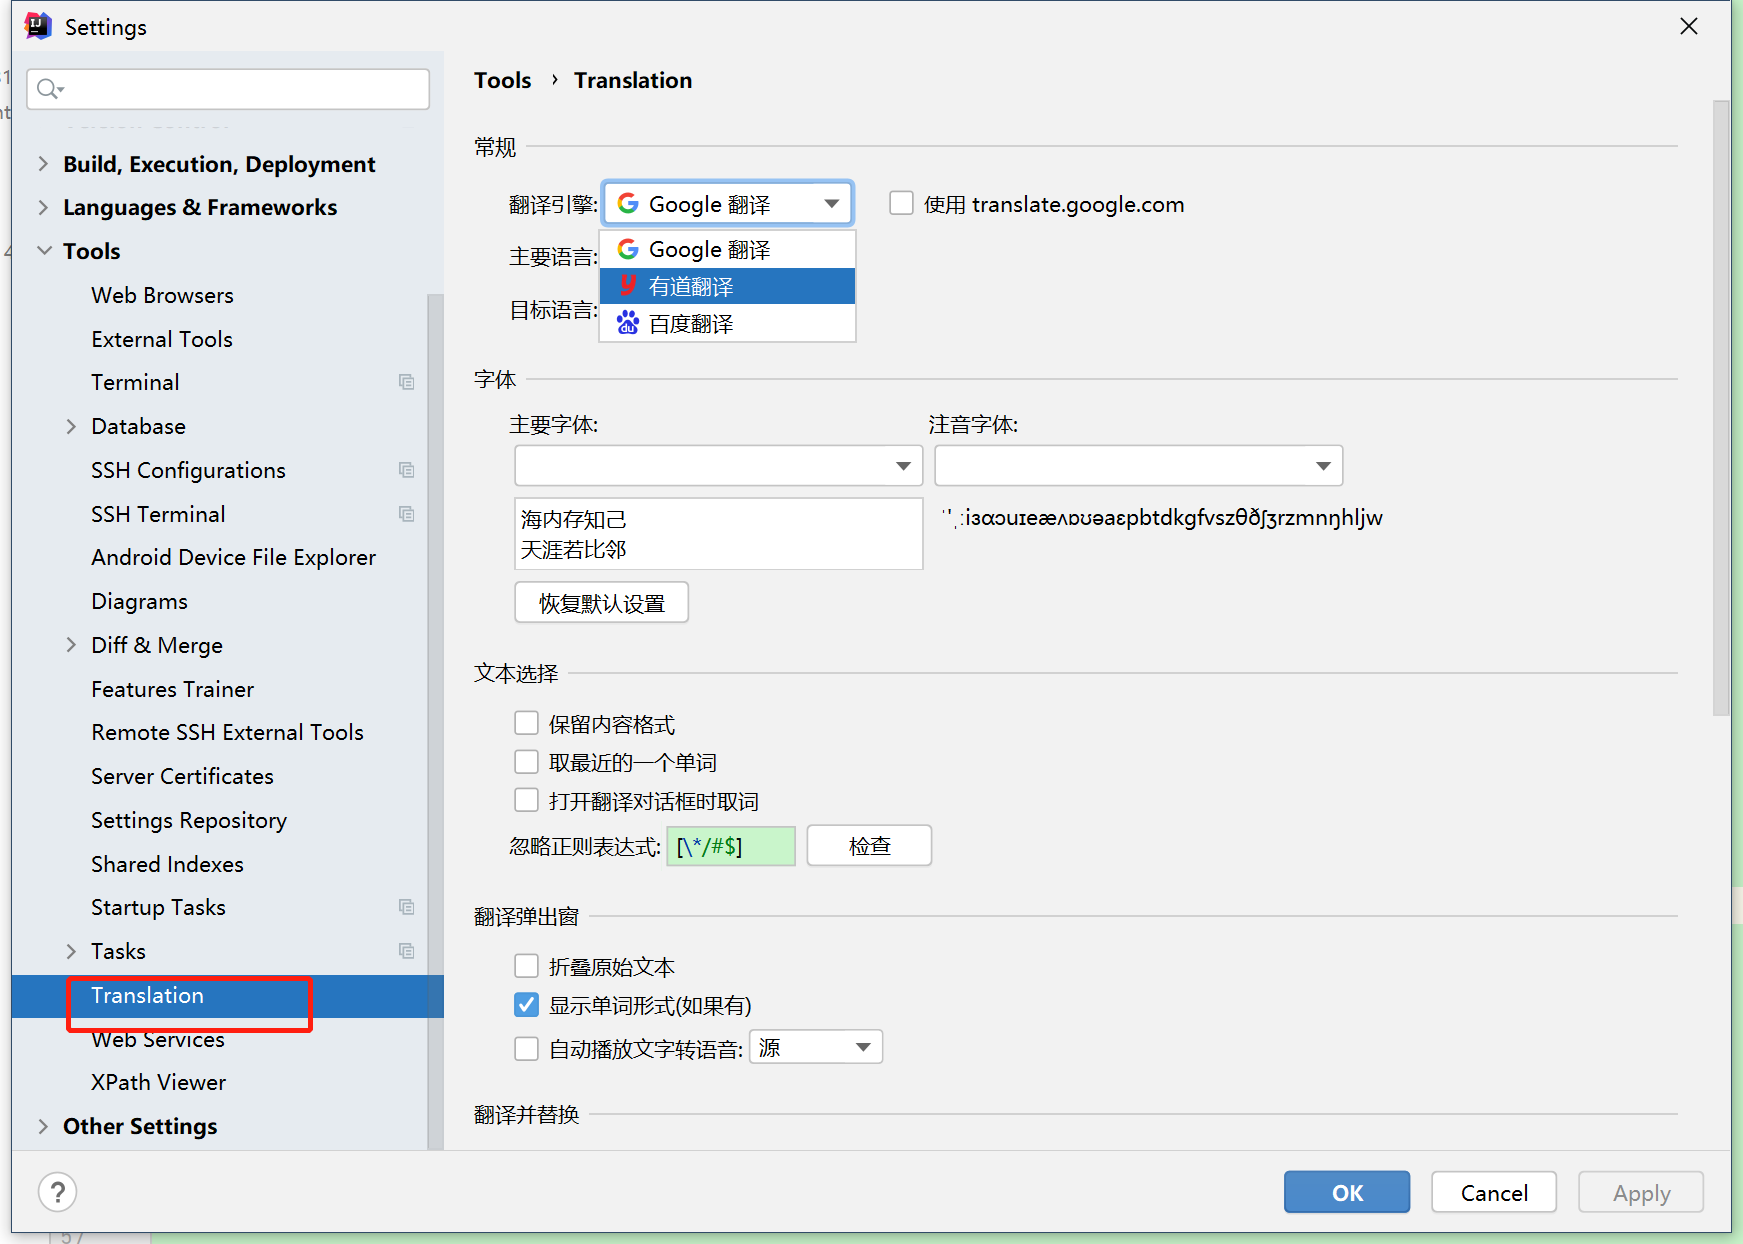 Settings
Build, Execution, Deployment
Languages & Frameworks
Tools
Web Browsers
External Tools
Terminal
Database
SSH Configurations
SSH Terminal
Android Device File Explorer
Diagrams
Diff & Merge
Features Trainer
Remote SSH External Tools
Server Certificates
Settings Repository
Shared Indexes
Startup Tasks
Tasks
Translation
Web Services
XPath Viewer
Other Settings
Tools › Translation
常规
翻译引擎: Google 翻译 使用 translate.google.com
Google 翻译
主要语言:
有道翻译
目标语言:
百度翻译
字体
主要字体: 注音字体:
海内存知己
天涯若比邻
ˈˌːiɜɑɔuɪeæʌɒʊəaɛpbtdkgfvszθðʃʒrzmnŋhljw
恢复默认设置
文本选择
保留内容格式
取最近的一个单词
打开翻译对话框时取词
忽略正则表达式: [\*/#$] 检查
翻译弹出窗
折叠原始文本
显示单词形式(如果有)
自动播放文字转语音: 源
翻译并替换
?
OK Cancel Apply
57